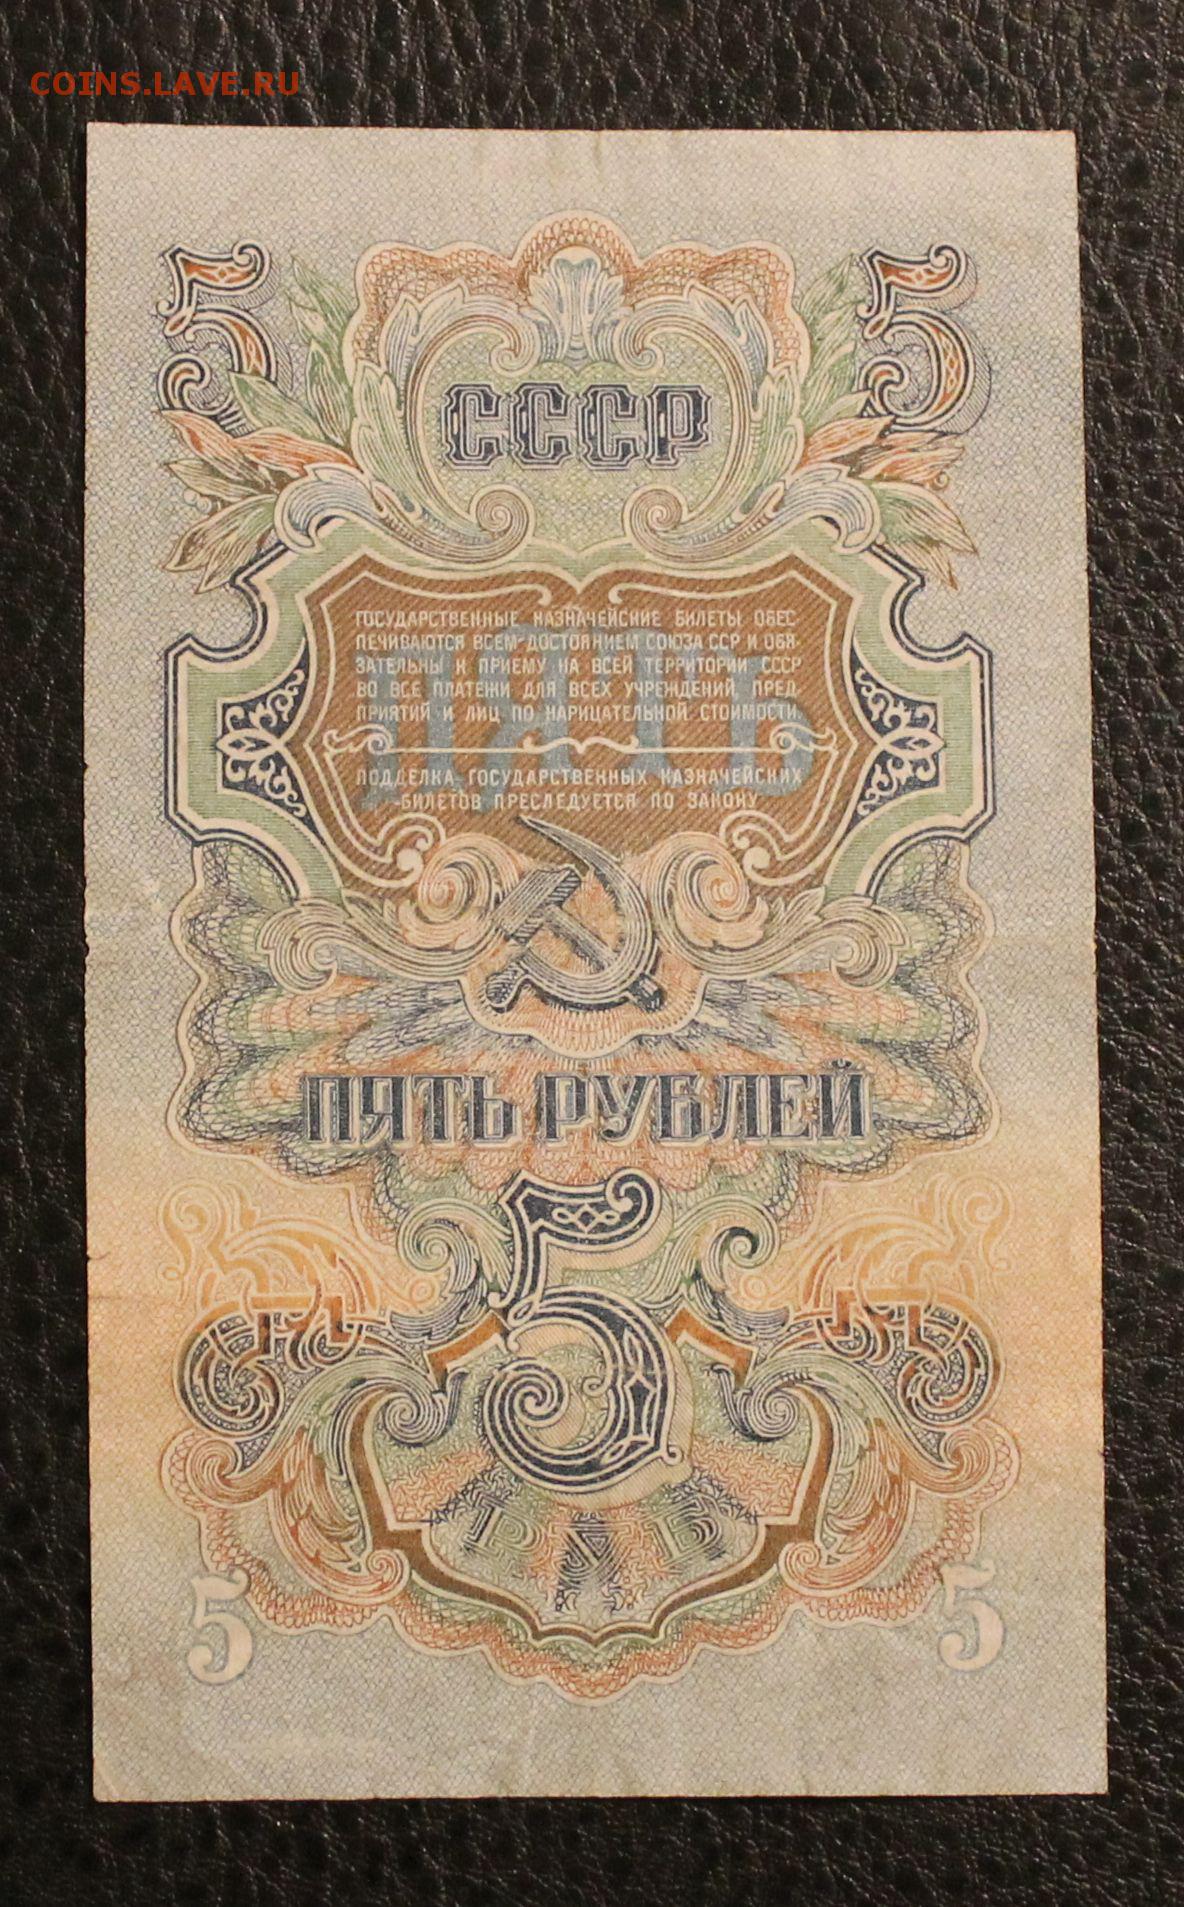 COINS.LAVE.RU
5 5
СССР
ГОСУДАРСТВЕННЫЕ КАЗНАЧЕЙСКИЕ БИЛЕТЫ ОБЕС
ПЕЧИВАЮТСЯ ВСЕМ ДОСТОЯНИЕМ СОЮЗА ССР И ОБЯ-
ЗАТЕЛЬНЫ К ПРИЕМУ НА ВСЕЙ ТЕРРИТОРИИ СССР
ВО ВСЕ ПЛАТЕЖИ ДЛЯ ВСЕХ УЧРЕЖДЕНИЙ, ПРЕД-
ПРИЯТИЙ И ЛИЦ ПО НАРИЦАТЕЛЬНОЙ СТОИМОСТИ.
ПЯТЬ
ПОДДЕЛКА ГОСУДАРСТВЕННЫХ КАЗНАЧЕЙСКИХ
БИЛЕТОВ ПРЕСЛЕДУЕТСЯ ПО ЗАКОНУ
ПЯТЬ РУБЛЕЙ
5
РУБ
5 5